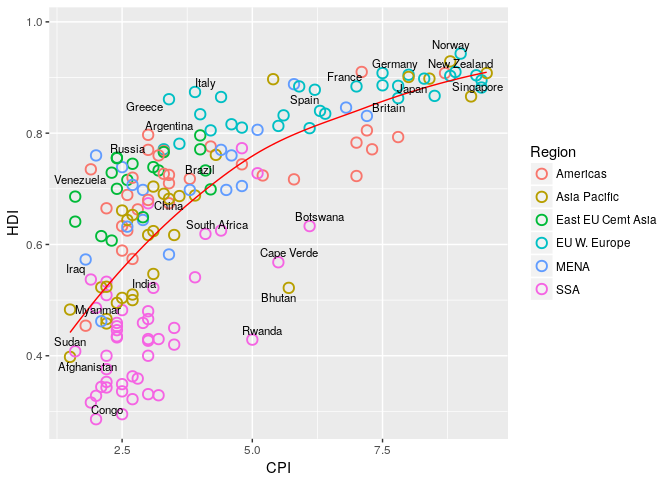 1.0
0.8
0.6
0.4
HDI
2.5
5.0
7.5
CPI
Norway
Germany
New Zealand
France
Italy
Japan
Singapore
Spain
Britain
Greece
Argentina
Russia
Brazil
Venezuela
China
South Africa
Botswana
Iraq
Cape Verde
India
Bhutan
Myanmar
Rwanda
Sudan
Afghanistan
Congo
Region
Americas
Asia Pacific
East EU Cemt Asia
EU W. Europe
MENA
SSA